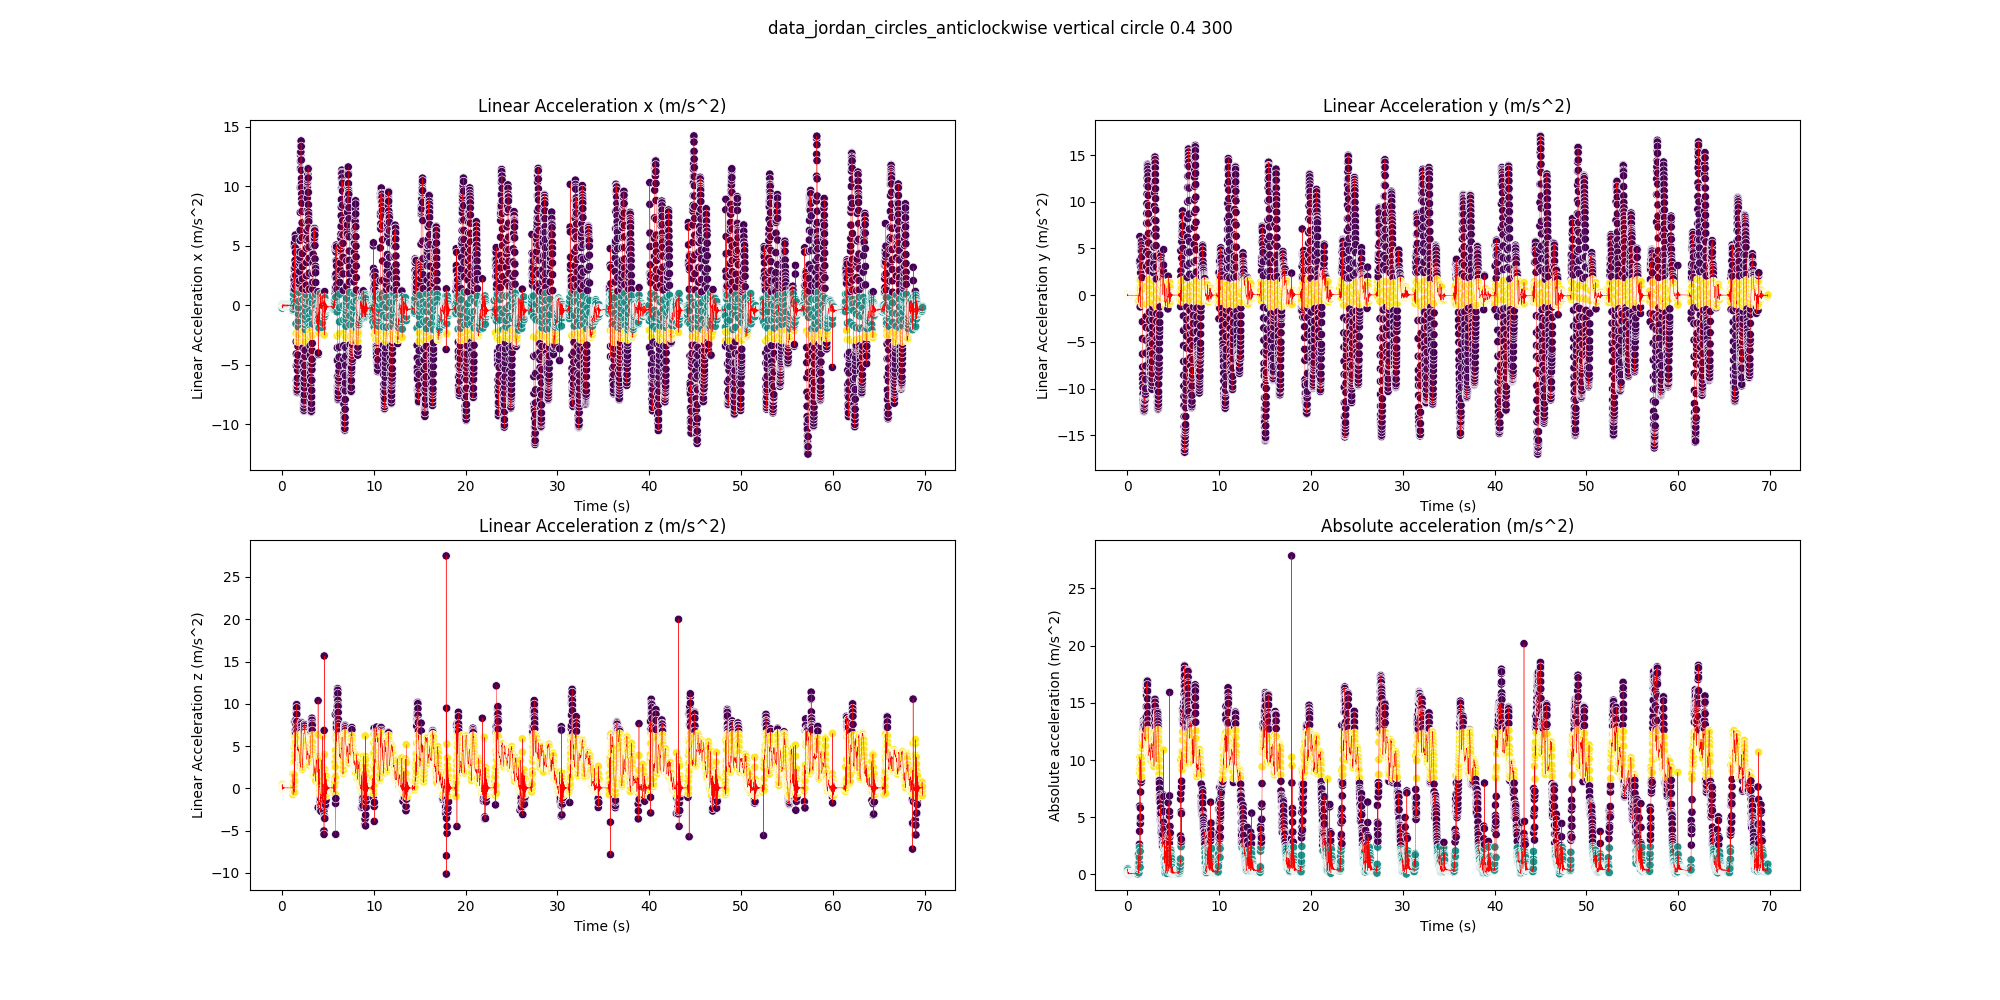 data_jordan_circles_anticlockwise vertical circle 0.4 300
Linear Acceleration x (m/s^2)
Linear Acceleration x (m/s^2)
15
10
5
0
−5
−10
0 10 20 30 40 50 60 70
Time (s)
Linear Acceleration y (m/s^2)
Linear Acceleration y (m/s^2)
15
10
5
0
−5
−10
−15
0 10 20 30 40 50 60 70
Time (s)
Linear Acceleration z (m/s^2)
Linear Acceleration z (m/s^2)
25
20
15
10
5
0
−5
−10
0 10 20 30 40 50 60 70
Time (s)
Absolute acceleration (m/s^2)
Absolute acceleration (m/s^2)
25
20
15
10
5
0
0 10 20 30 40 50 60 70
Time (s)